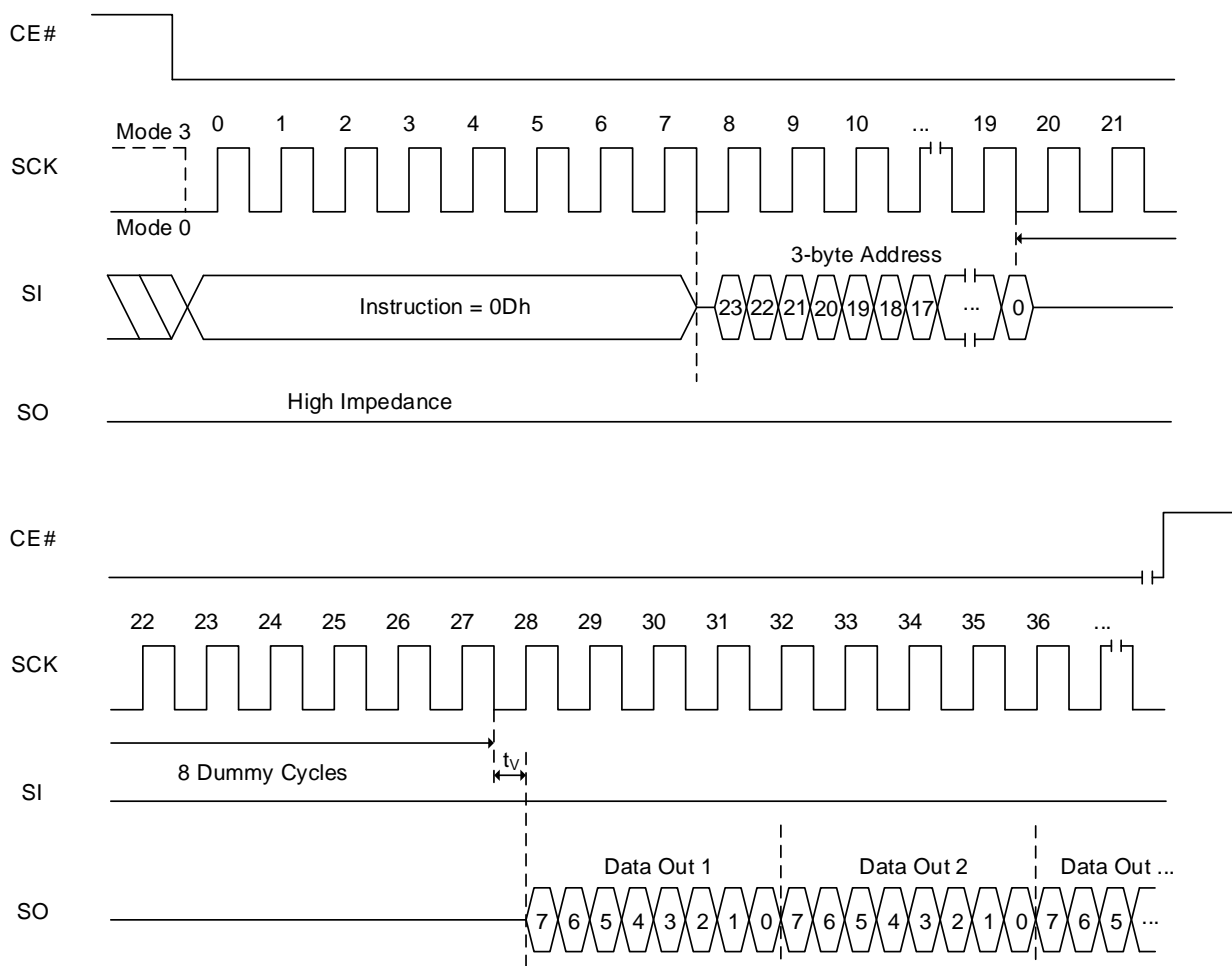 CE#
Mode 3
0 1 2 3 4 5 6 7 8 9 10 ... 19 20 21
SCK
Mode 0
3-byte Address
SI
Instruction = 0Dh
23 22 21 20 19 18 17 ... 0
SO
High Impedance
CE#
22 23 24 25 26 27 28 29 30 31 32 33 34 35 36 ...
SCK
8 Dummy Cycles
tV
SI
Data Out 1 Data Out 2 Data Out ...
SO
7 6 5 4 3 2 1 0 7 6 5 4 3 2 1 0 7 6 5 ...